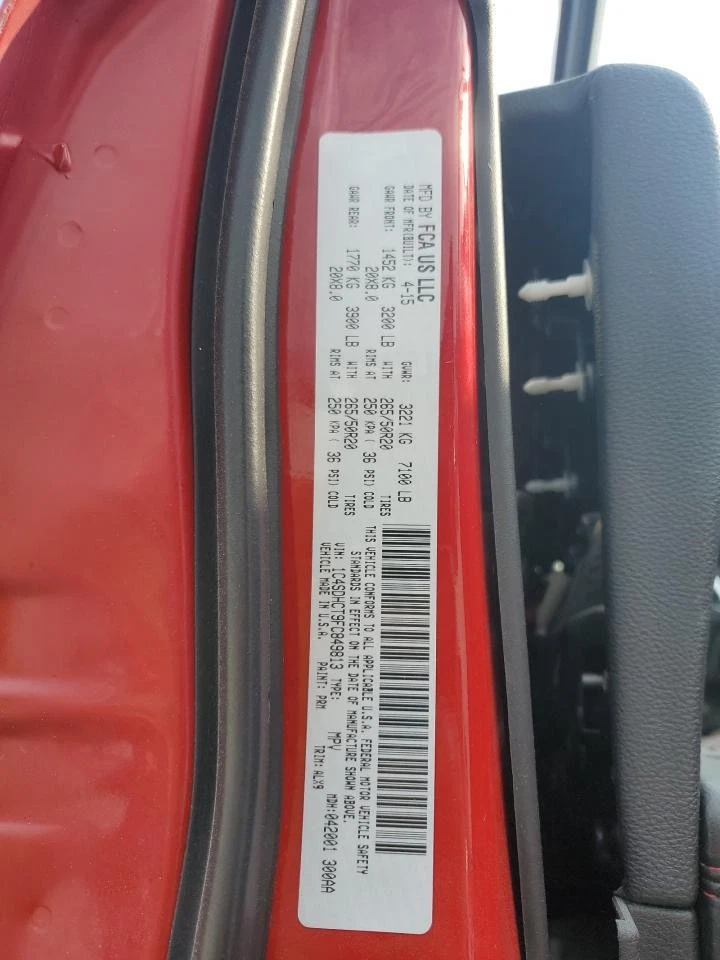 MFD BY FCA US LLC
DATE OF MFR(BUILT): 4-15 GVWR: 3221 KG 7100 LB
GAWR FRONT: 1452 KG 3200 LB WITH 265/50R20 TIRES
20X8.0 RIMS AT 250 KPA ( 36 PSI) COLD
GAWR REAR: 1770 KG 3900 LB WITH 265/50R20 TIRES
20X8.0 RIMS AT 250 KPA ( 36 PSI) COLD
THIS VEHICLE CONFORMS TO ALL APPLICABLE U.S.A. FEDERAL MOTOR VEHICLE SAFETY
STANDARDS IN EFFECT ON THE DATE OF MANUFACTURE SHOWN ABOVE.
VIN: 1C4SDHCT9FC849813 TYPE: MPV MDH:042001 300AA
VEHICLE MADE IN U.S.A. PAINT: PRM TRIM: ALX9